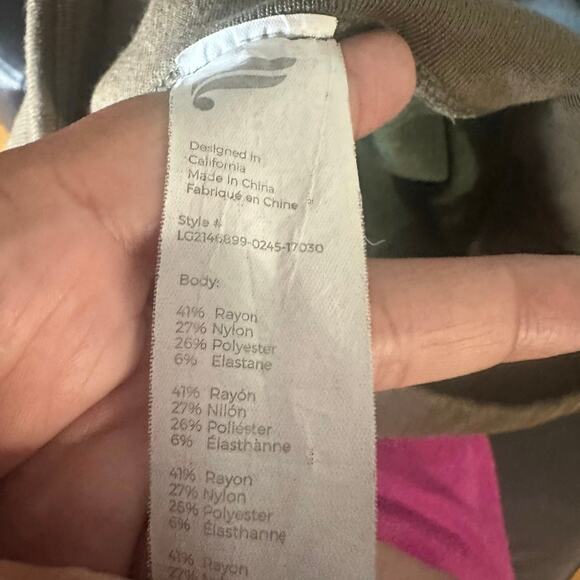 Designed in
California
Made in China
Fabriqué en Chine
Style #
LG2146899-0245-17030
Body:
41% Rayon
27% Nylon
26% Polyester
6% Elastane
41% Rayón
27% Nilón
26% Poliéster
6% Élasthànne
41% Rayon
27% Nylon
26% Polyester
6% Élasthanne
41% Rayon
27%